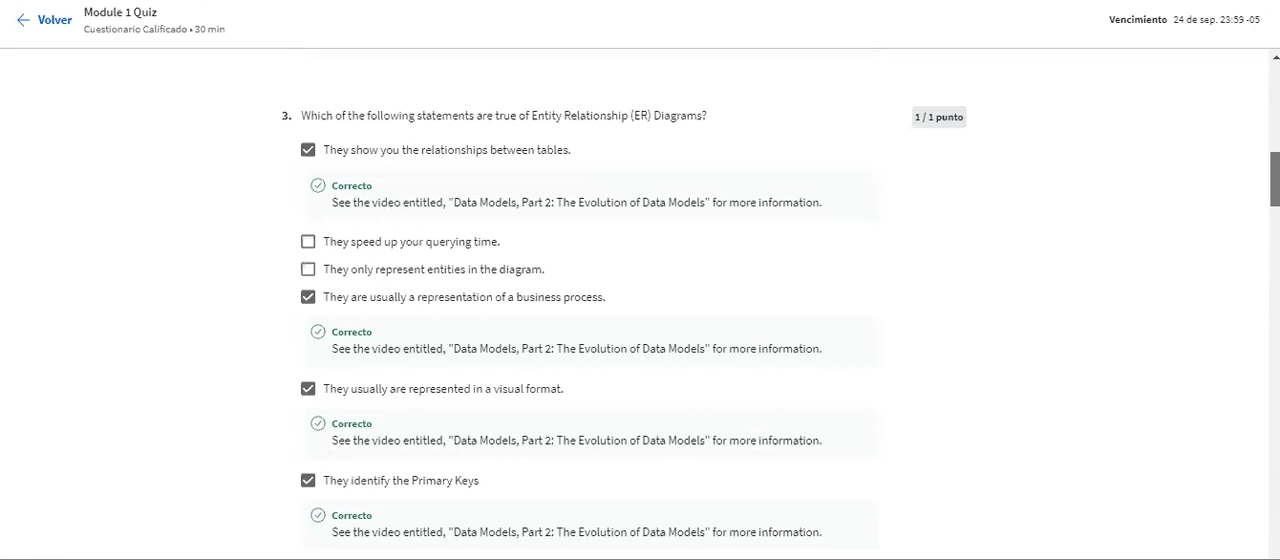 Volver
Module 1 Quiz
Cuestionario Calificado • 30 min
Vencimiento 24 de sep. 23:59 -05
3. Which of the following statements are true of Entity Relationship (ER) Diagrams?
1 / 1 punto
They show you the relationships between tables.
Correcto
See the video entitled, "Data Models, Part 2: The Evolution of Data Models" for more information.
They speed up your querying time.
They only represent entities in the diagram.
They are usually a representation of a business process.
Correcto
See the video entitled, "Data Models, Part 2: The Evolution of Data Models" for more information.
They usually are represented in a visual format.
Correcto
See the video entitled, "Data Models, Part 2: The Evolution of Data Models" for more information.
They identify the Primary Keys
Correcto
See the video entitled, "Data Models, Part 2: The Evolution of Data Models" for more information.